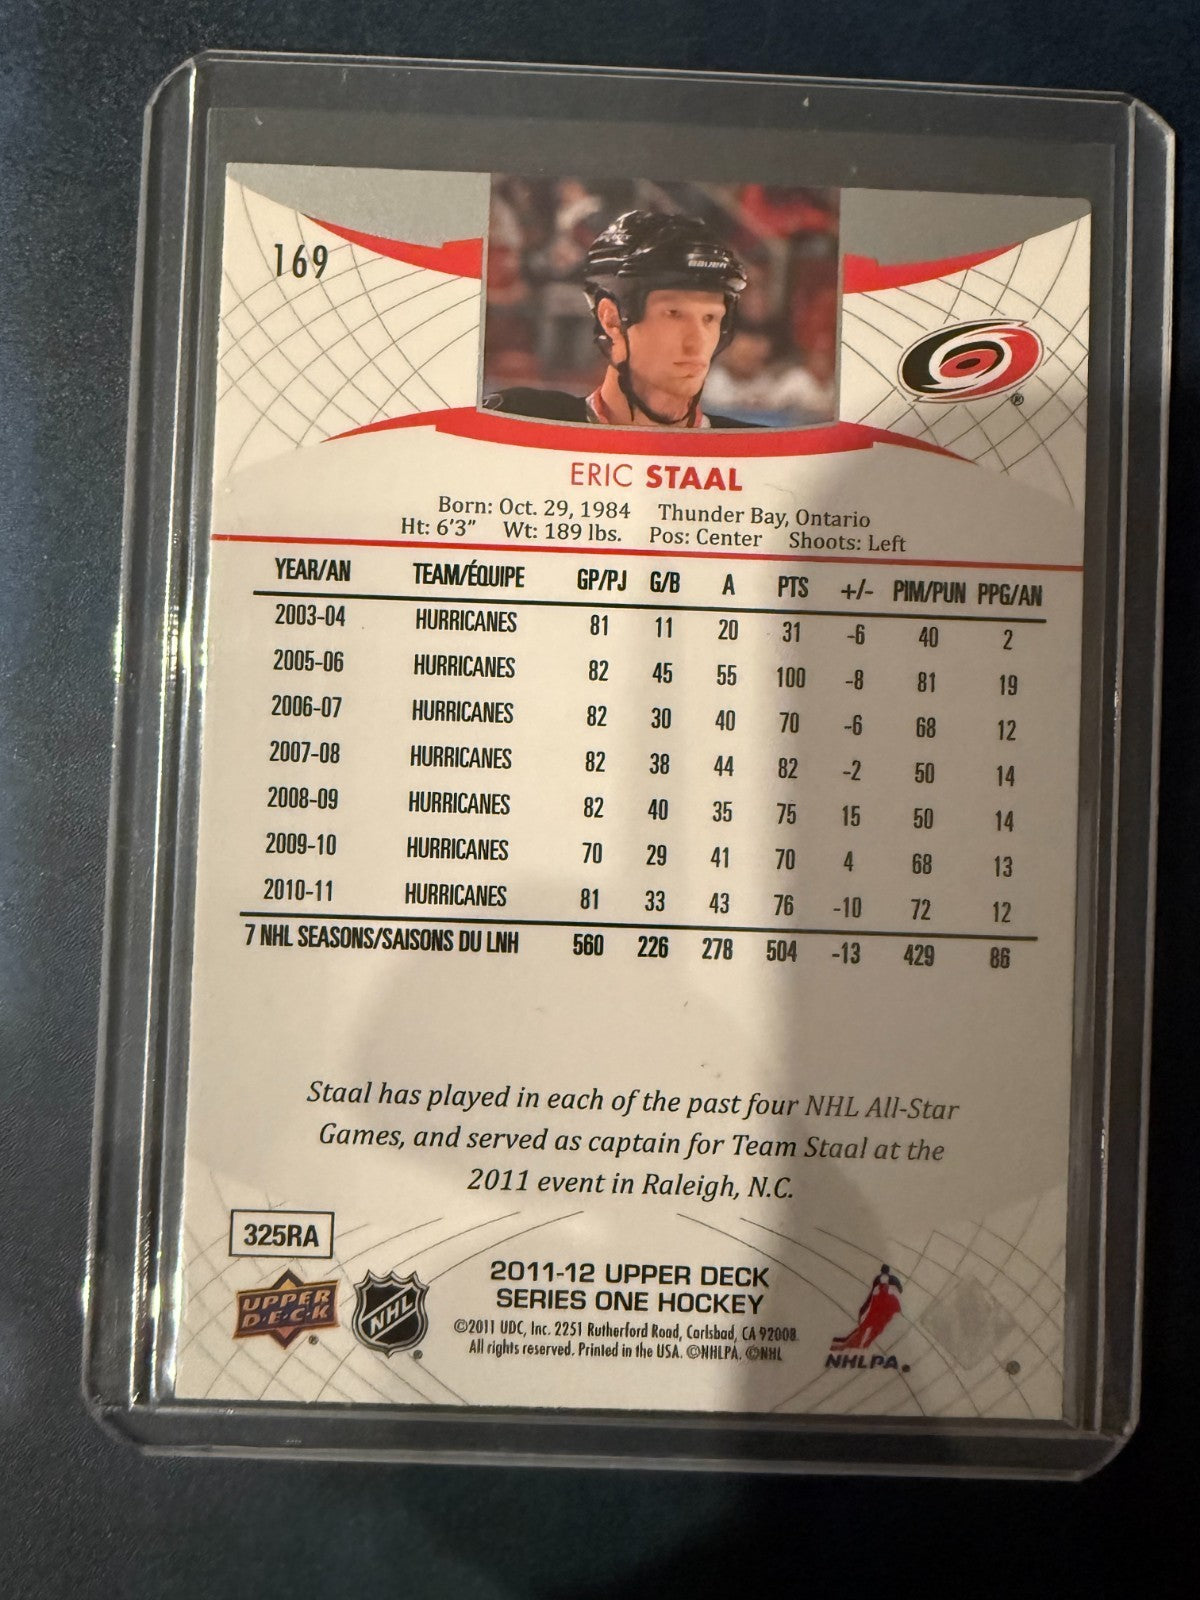 169
BAUER
®
ERIC STAAL
Born: Oct. 29, 1984 Thunder Bay, Ontario
Ht: 6'3" Wt: 189 lbs. Pos: Center Shoots: Left
YEAR/AN TEAM/ÉQUIPE GP/PJ G/B A PTS +/- PIM/PUN PPG/AN
2003-04 HURRICANES 81 11 20 31 -6 40 2
2005-06 HURRICANES 82 45 55 100 -8 81 19
2006-07 HURRICANES 82 30 40 70 -6 68 12
2007-08 HURRICANES 82 38 44 82 -2 50 14
2008-09 HURRICANES 82 40 35 75 15 50 14
2009-10 HURRICANES 70 29 41 70 4 68 13
2010-11 HURRICANES 81 33 43 76 -10 72 12
7 NHL SEASONS/SAISONS DU LNH 560 226 278 504 -13 429 86
Staal has played in each of the past four NHL All-Star
Games, and served as captain for Team Staal at the
2011 event in Raleigh, N.C.
325RA
UPPER
D·E·C·K ®
NHL ®
2011-12 UPPER DECK
SERIES ONE HOCKEY
©2011 UDC, Inc. 2251 Rutherford Road, Carlsbad, CA 92008.
All rights reserved. Printed in the USA. ©NHLPA. ©NHL
NHLPA®